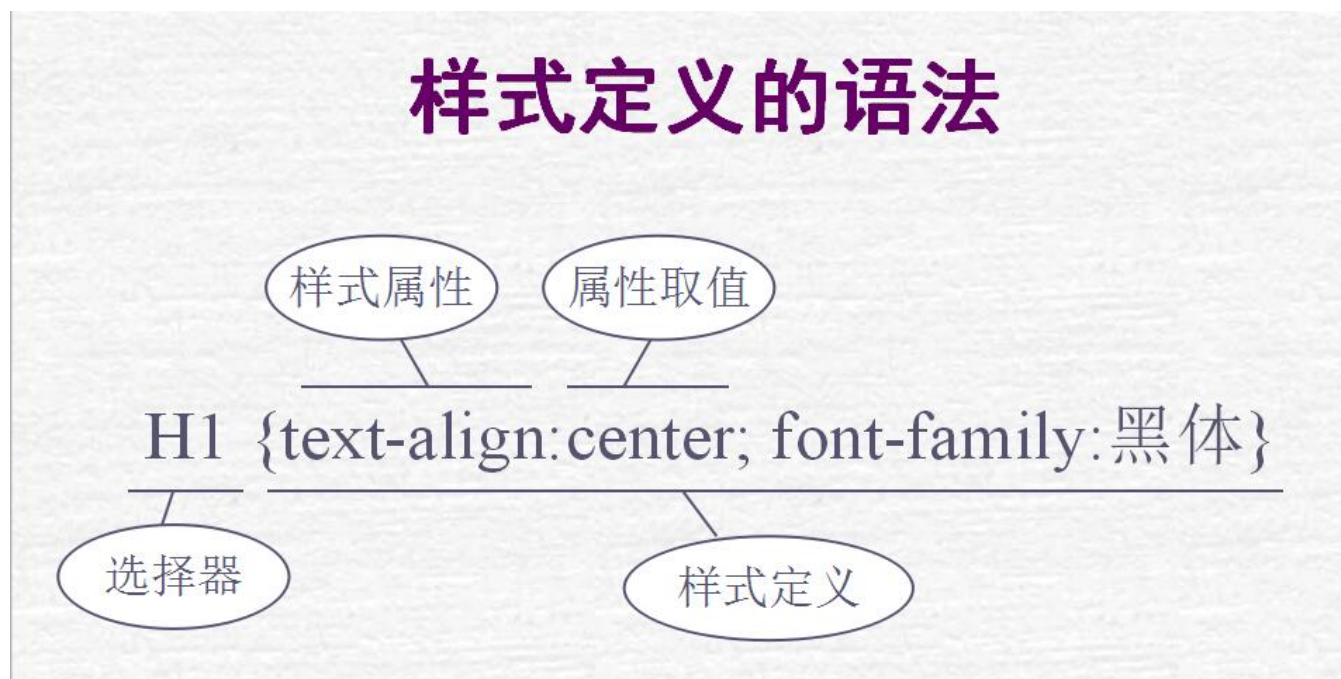 样式定义的语法
样式属性
属性取值
H1 {text-align:center; font-family:黑体}
选择器
样式定义